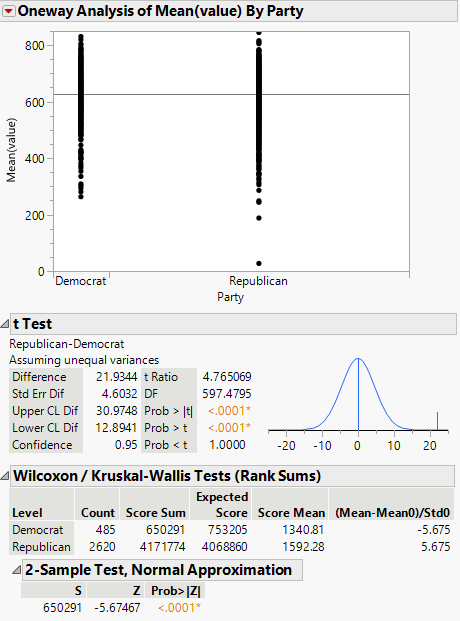 Oneway Analysis of Mean(value) By Party
800
600
400
200
0
Mean(value)
Democrat Republican
Party
t Test
Republican-Democrat
Assuming unequal variances
Difference 21.9344 t Ratio 4.765069
Std Err Dif 4.6032 DF 597.4795
Upper CL Dif 30.9748 Prob > |t| <.0001*
Lower CL Dif 12.8941 Prob > t <.0001*
Confidence 0.95 Prob < t 1.0000
-20 -10 0 10 20
Wilcoxon / Kruskal-Wallis Tests (Rank Sums)
Expected
Level Count Score Sum Score Score Mean (Mean-Mean0)/Std0
Democrat 485 650291 753205 1340.81 -5.675
Republican 2620 4171774 4068860 1592.28 5.675
2-Sample Test, Normal Approximation
S Z Prob>|Z|
650291 -5.67467 <.0001*